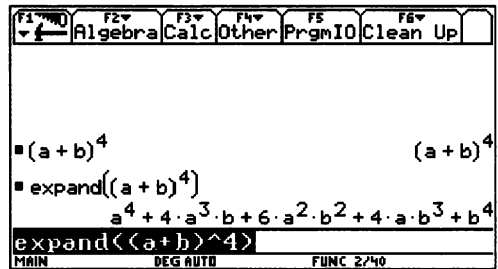 F1 F2 Algebra F3 Calc F4 Other F5 PrgmIO F6 Clean Up
(a + b)^4 (a + b)^4
expand((a + b)^4)
a^4 + 4·a^3·b + 6·a^2·b^2 + 4·a·b^3 + b^4
expand((a+b)^4)
MAIN DEG AUTO FUNC 2/40